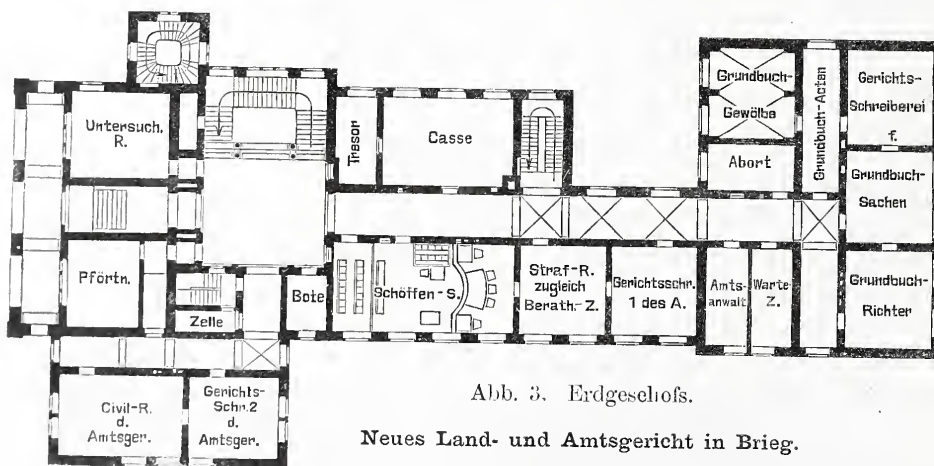 Untersuch.
R.
Tresor
Casse
Grundbuch-
Gewölbe
Abort
Grundbuch-Acten
Gerichts-
Schreiberei
f.
Grundbuch-
Sachen
Pförtn.
Zelle
Bote
Schöffen-S.
Straf-R.
zugleich
Berath.-Z.
Gerichtsschr.
1 des A.
Amts-
anwalt
Warte-
Z.
Grundbuch-
Richter
Civil-R.
d.
Amtsger.
Gerichts-
Schr. 2
d.
Amtsger.
Abb. 3. Erdgeschoſs.
Neues Land- und Amtsgericht in Brieg.